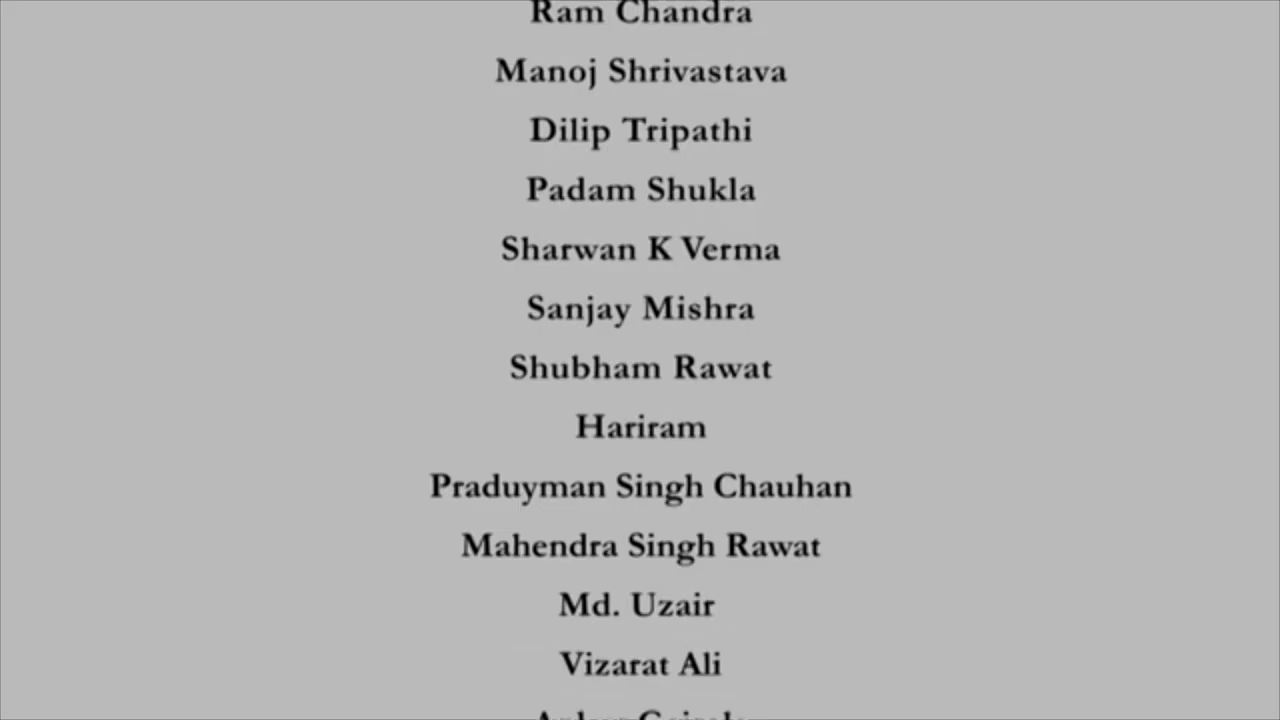 Ram Chandra
Manoj Shrivastava
Dilip Tripathi
Padam Shukla
Sharwan K Verma
Sanjay Mishra
Shubham Rawat
Hariram
Praduyman Singh Chauhan
Mahendra Singh Rawat
Md. Uzair
Vizarat Ali